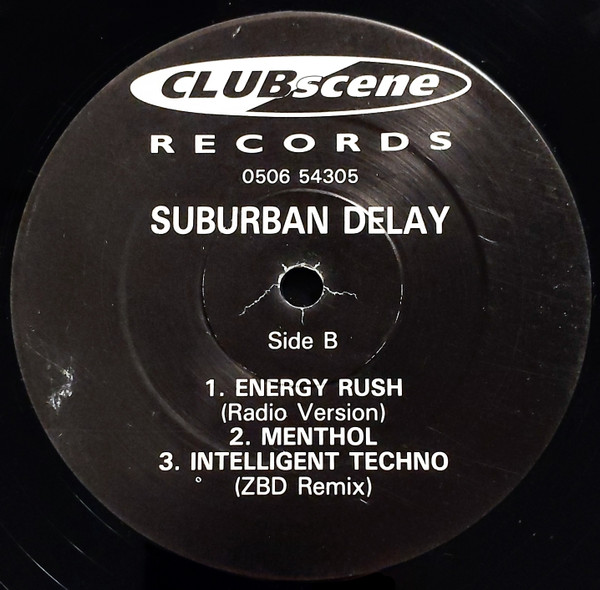 CLUBscene
RECORDS
0506 54305
SUBURBAN DELAY
Side B
1. ENERGY RUSH
(Radio Version)
2. MENTHOL
3. INTELLIGENT TECHNO
(ZBD Remix)